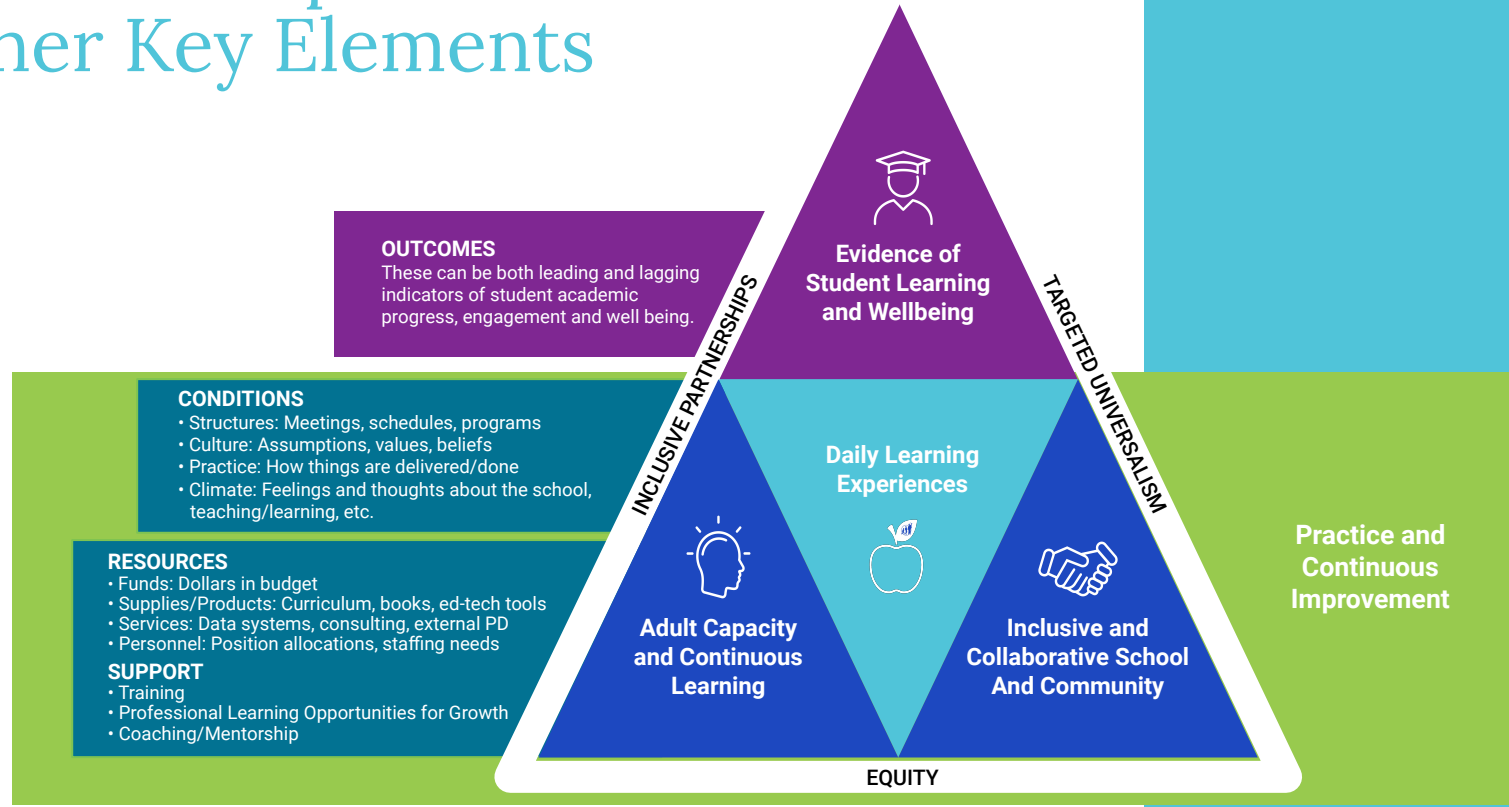 Key Elements
OUTCOMES
These can be both leading and lagging
indicators of student academic
progress, engagement and well being.
CONDITIONS
• Structures: Meetings, schedules, programs
• Culture: Assumptions, values, beliefs
• Practice: How things are delivered/done
• Climate: Feelings and thoughts about the school,
teaching/learning, etc.
RESOURCES
• Funds: Dollars in budget
• Supplies/Products: Curriculum, books, ed-tech tools
• Services: Data systems, consulting, external PD
• Personnel: Position allocations, staffing needs
SUPPORT
• Training
• Professional Learning Opportunities for Growth
• Coaching/Mentorship
INCLUSIVE PARTNERSHIPS
Evidence of
Student Learning
and Wellbeing
TARGETED UNIVERSALISM
Daily Learning
Experiences
Adult Capacity
and Continuous
Learning
Inclusive and
Collaborative School
And Community
EQUITY
Practice and
Continuous
Improvement